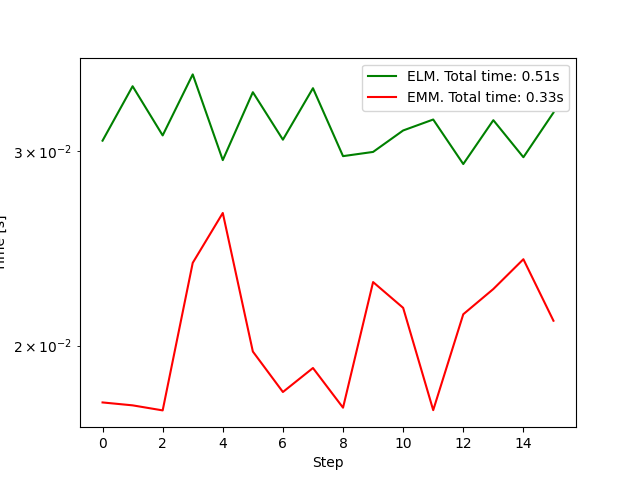 ELM. Total time: 0.51s
EMM. Total time: 0.33s
3 × 10⁻²
2 × 10⁻²
[s]
0 2 4 6 8 10 12 14
Step